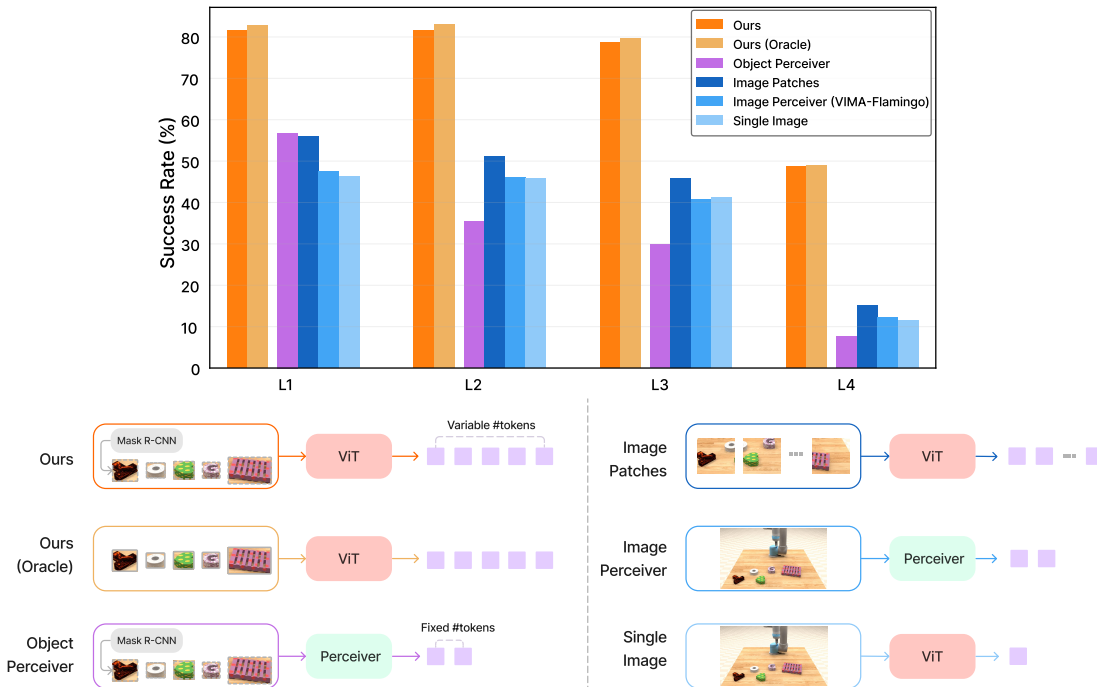 Success Rate (%)
80
70
60
50
40
30
20
10
0
Ours
Ours (Oracle)
Object Perceiver
Image Patches
Image Perceiver (VIMA-Flamingo)
Single Image
L1
L2
L3
L4
Ours
Mask R-CNN
ViT
Variable #tokens
Ours
(Oracle)
ViT
Object
Perceiver
Mask R-CNN
Perceiver
Fixed #tokens
Image
Patches
ViT
Image
Perceiver
Perceiver
Single
Image
ViT